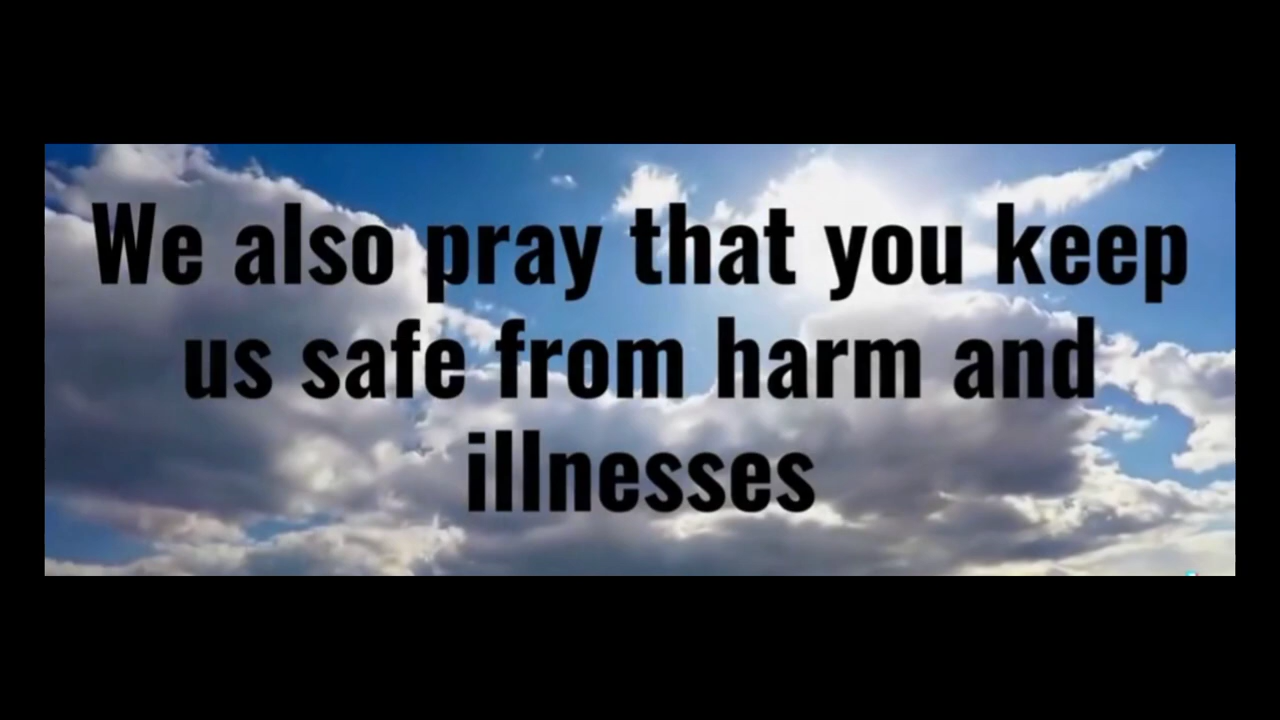 We also pray that you keep
us safe from harm and
illnesses